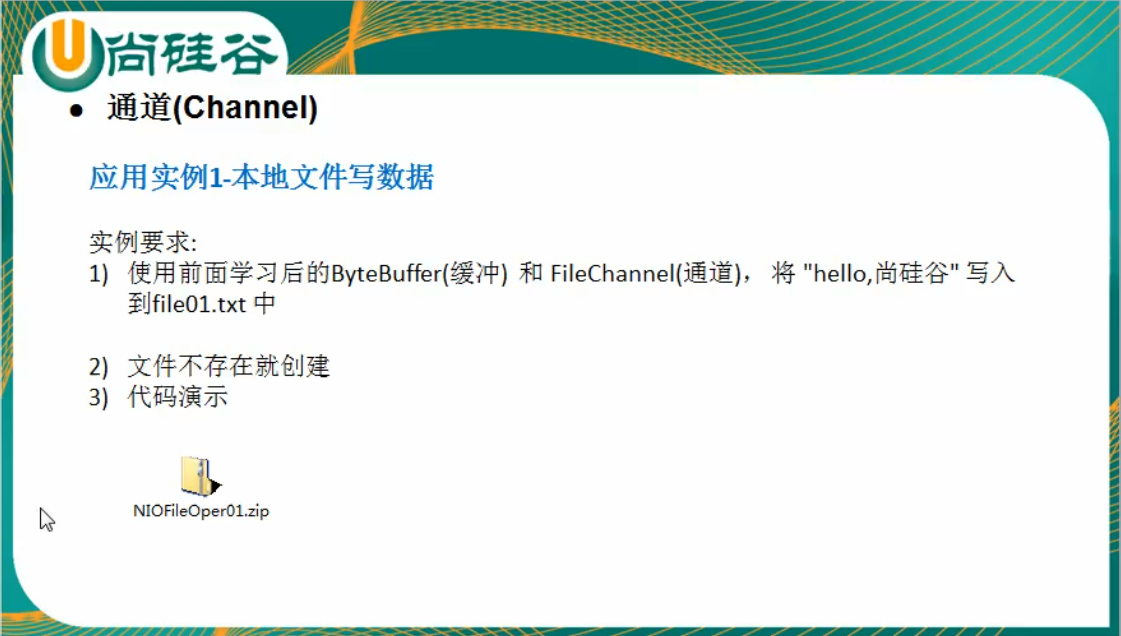 尚硅谷
● 通道(Channel)
应用实例1-本地文件写数据
实例要求:
1) 使用前面学习后的ByteBuffer(缓冲) 和 FileChannel(通道)， 将 "hello,尚硅谷" 写入
到file01.txt 中
2) 文件不存在就创建
3) 代码演示
NIOFileOper01.zip